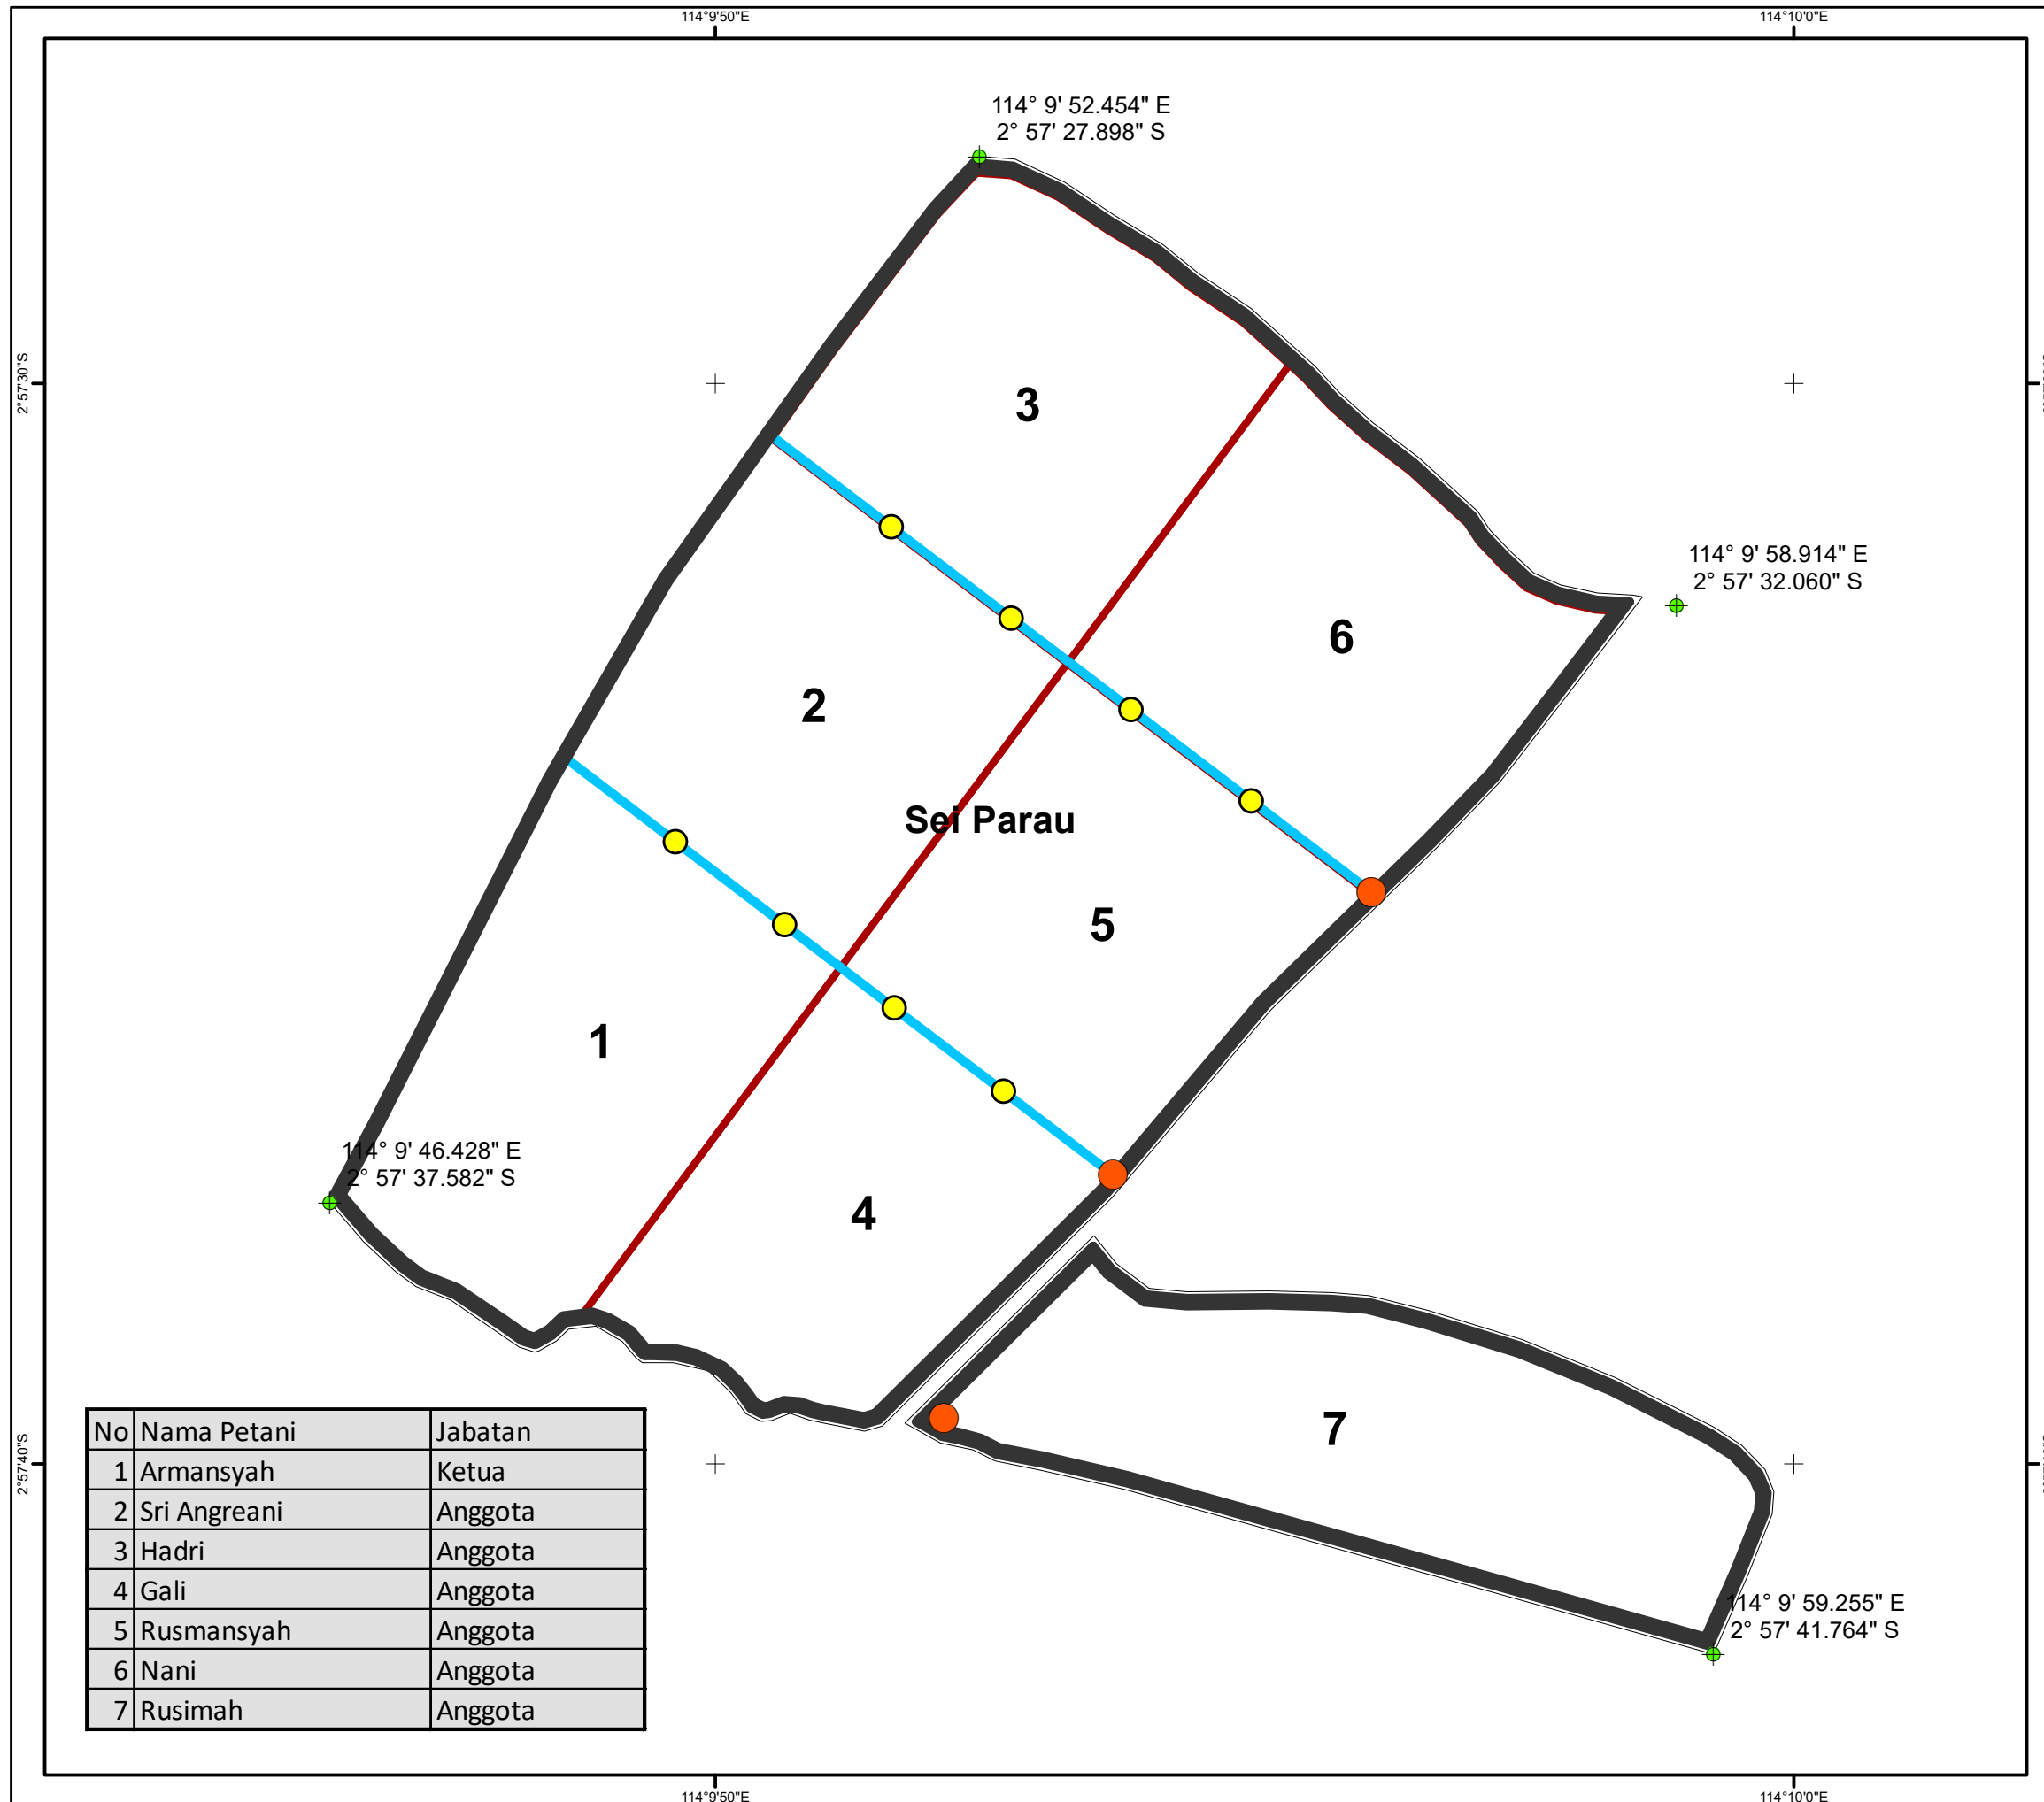 114°9'50"E
114°10'0"E
114° 9' 52.454" E
2° 57' 27.898" S
2°57'30"S
3
114° 9' 58.914" E
2° 57' 32.060" S
6
2
Sei Parau
5
1
114° 9' 46.428" E
2° 57' 37.582" S
4
7
2°57'40"S
No Nama Petani Jabatan
1 Armansyah Ketua
2 Sri Angreani Anggota
3 Hadri Anggota
4 Gali Anggota
5 Rusmansyah Anggota
6 Nani Anggota
7 Rusimah Anggota
114° 9' 59.255" E
2° 57' 41.764" S
114°9'50"E
114°10'0"E